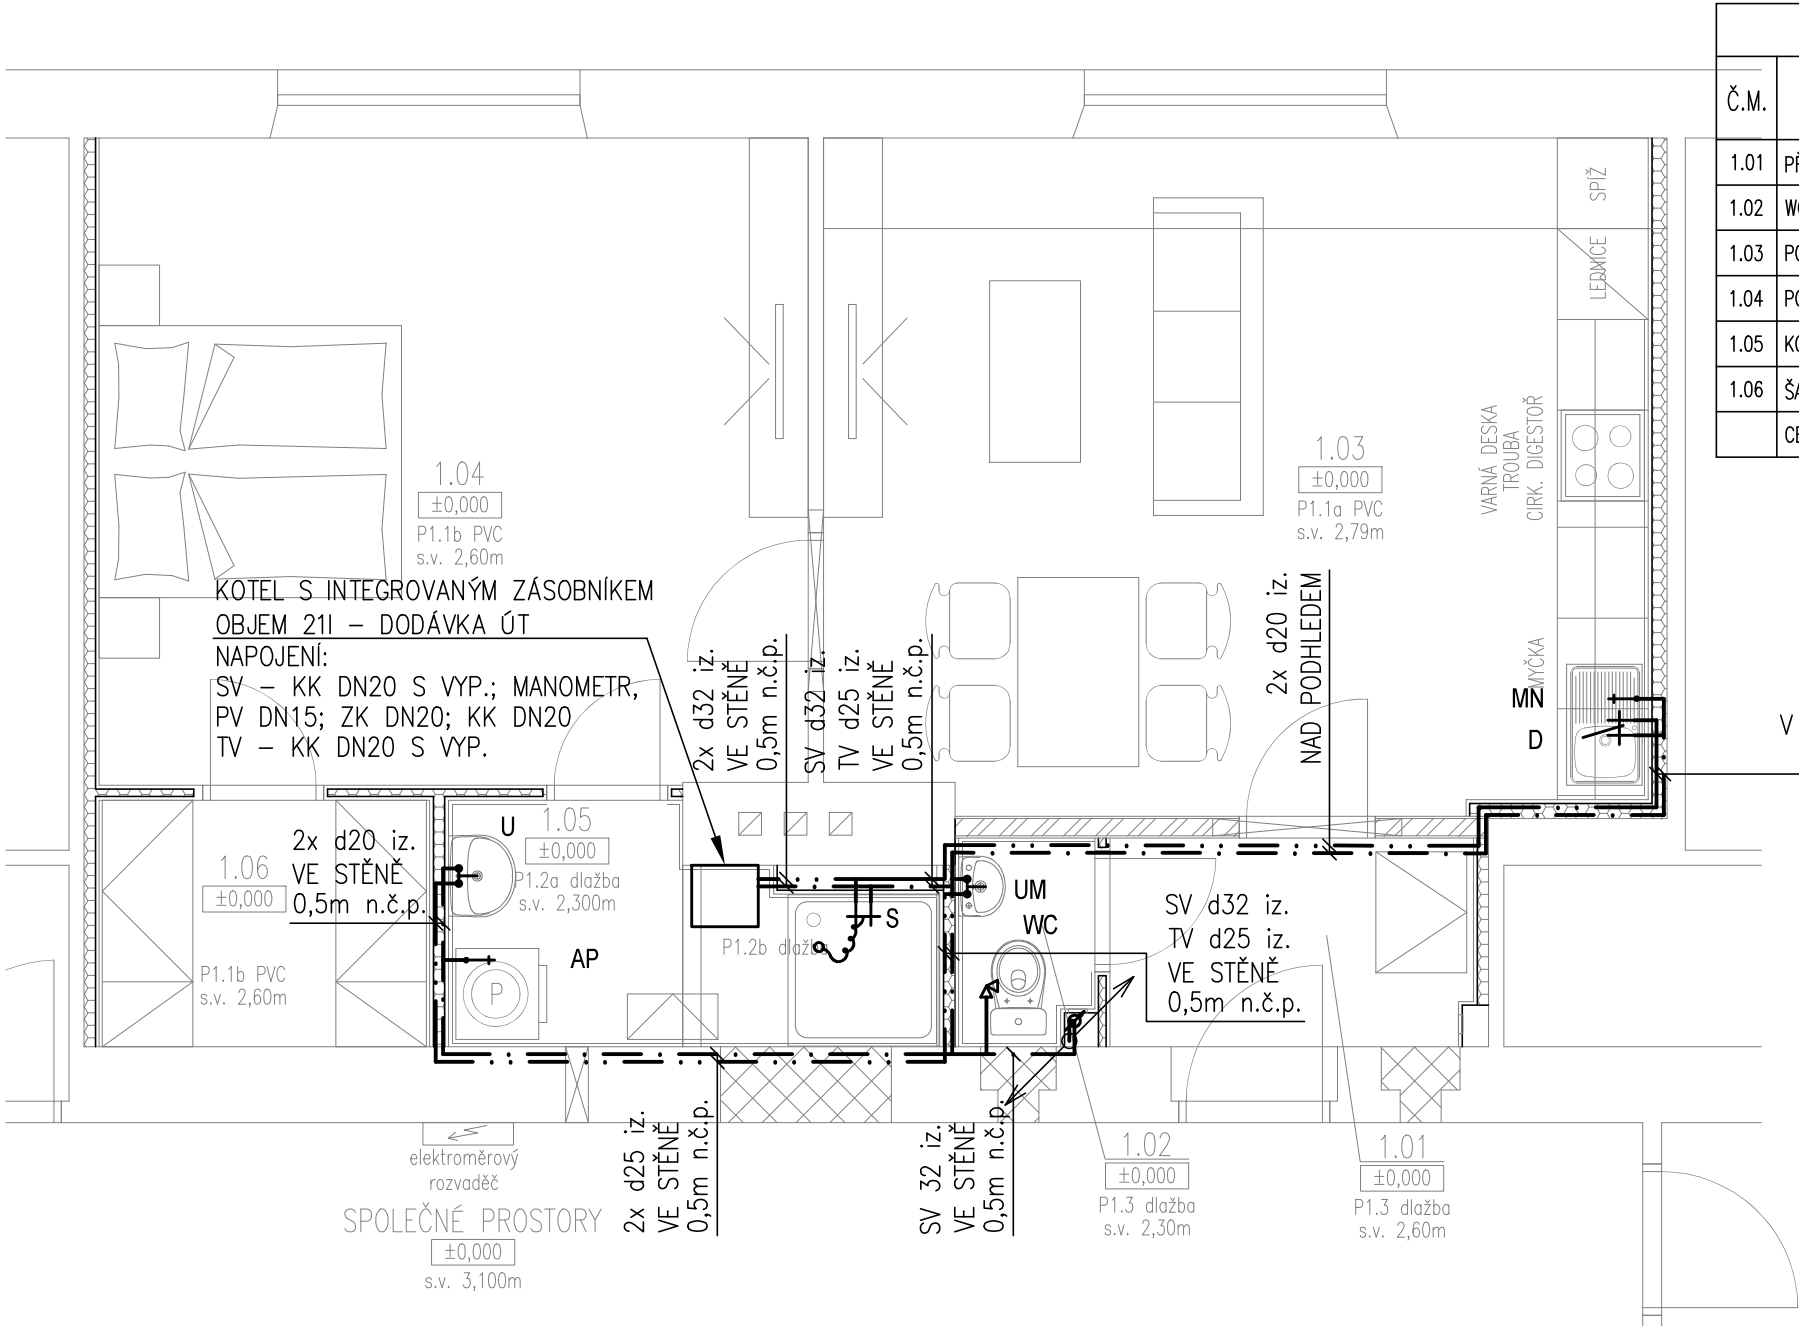 Č.M.
1.01
1.02
1.03
1.04
1.05
1.06
SPÍŽ
LEDNICE
VARNÁ DESKA
TROUBA
CIRK. DIGESTOŘ
MYČKA
1.04
±0,000
P1.1b PVC
s.v. 2,60m
1.03
±0,000
P1.1a PVC
s.v. 2,79m
KOTEL S INTEGROVANÝM ZÁSOBNÍKEM
OBJEM 21l – DODÁVKA ÚT
NAPOJENÍ:
SV – KK DN20 S VYP.; MANOMETR,
PV DN15; ZK DN20; KK DN20
TV – KK DN20 S VYP.
2x d32 iz.
VE STĚNĚ
0,5m n.č.p.
SV d32 iz.
TV d25 iz.
VE STĚNĚ
0,5m n.č.p.
2x d20 iz.
NAD PODHLEDEM
MN
D
V
2x d20 iz.
VE STĚNĚ
0,5m n.č.p.
1.06
±0,000
P1.1b PVC
s.v. 2,60m
U
1.05
±0,000
P1.2a dlažba
s.v. 2,300m
AP
P
P1.2b dlažba
S
UM
WC
SV d32 iz.
TV d25 iz.
VE STĚNĚ
0,5m n.č.p.
2x d25 iz.
VE STĚNĚ
0,5m n.č.p.
SV 32 iz.
VE STĚNĚ
0,5m n.č.p.
1.02
±0,000
P1.3 dlažba
s.v. 2,30m
1.01
±0,000
P1.3 dlažba
s.v. 2,60m
elektroměrový
rozvaděč
SPOLEČNÉ PROSTORY
±0,000
s.v. 3,100m